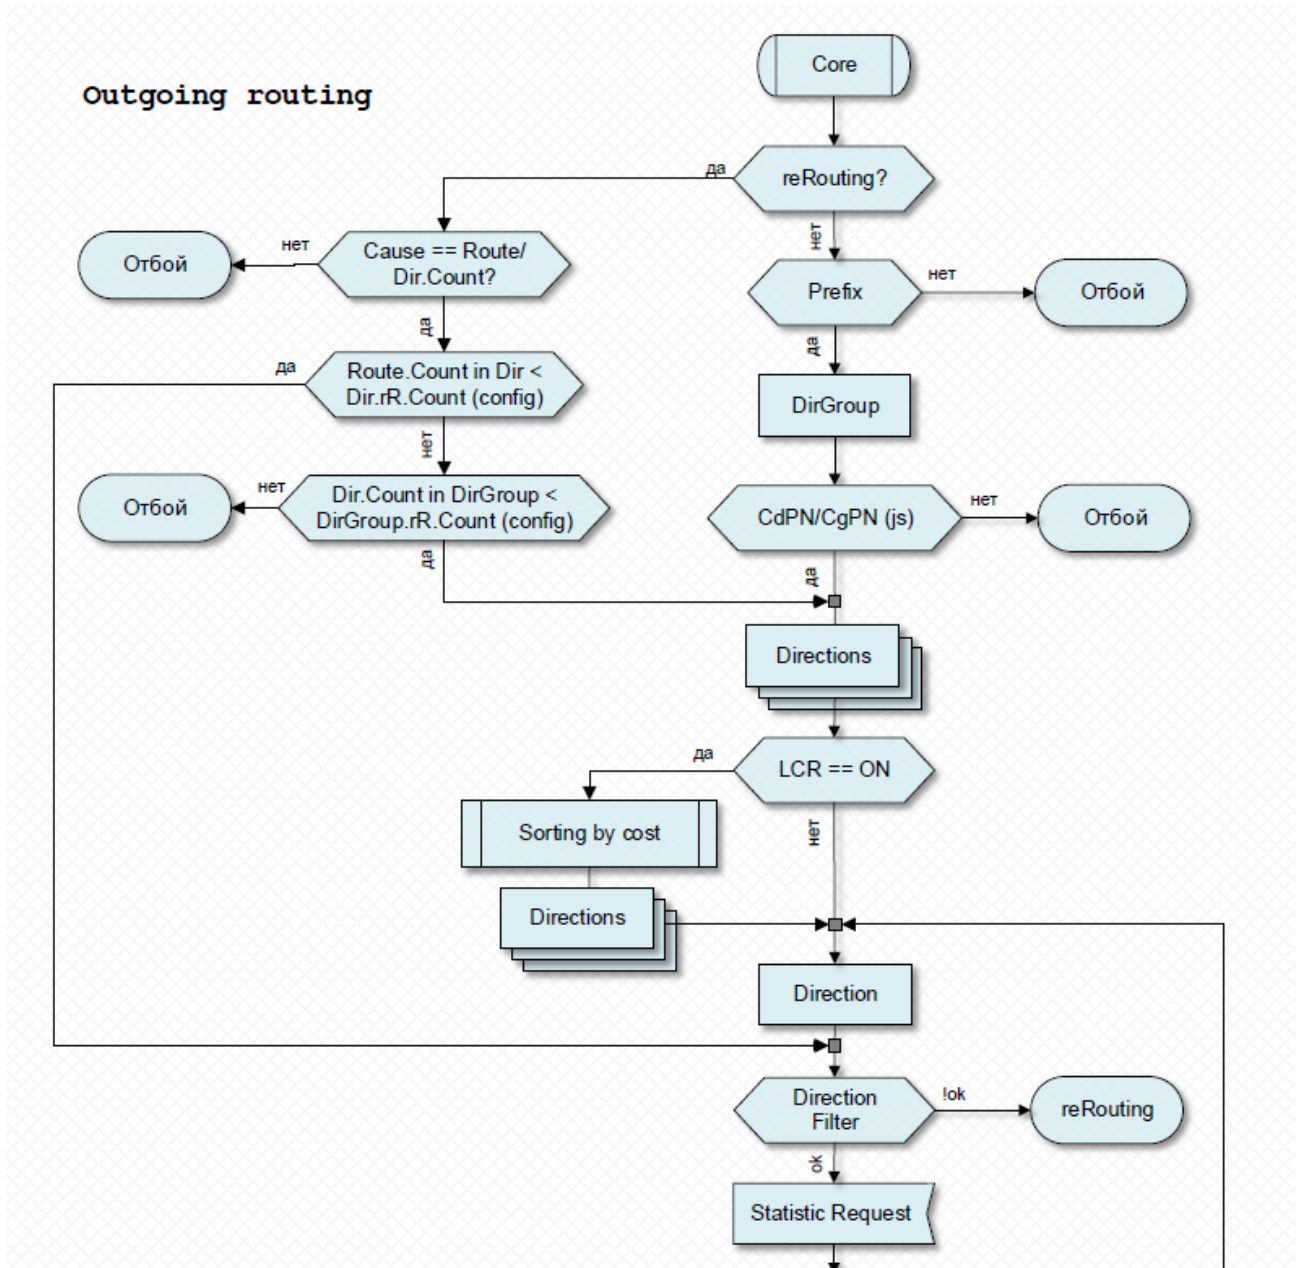 Core
Outgoing routing
да
reRouting?
нет
Отбой
нет
Cause == Route/
Dir.Count?
Prefix
нет
Отбой
да
да
да
Route.Count in Dir <
Dir.rR.Count (config)
DirGroup
нет
Отбой
нет
Dir.Count in DirGroup <
DirGroup.rR.Count (config)
CdPN/CgPN (js)
нет
Отбой
да
да
Directions
да
LCR == ON
Sorting by cost
нет
Directions
Direction
Direction
Filter
!ok
reRouting
ok
Statistic Request